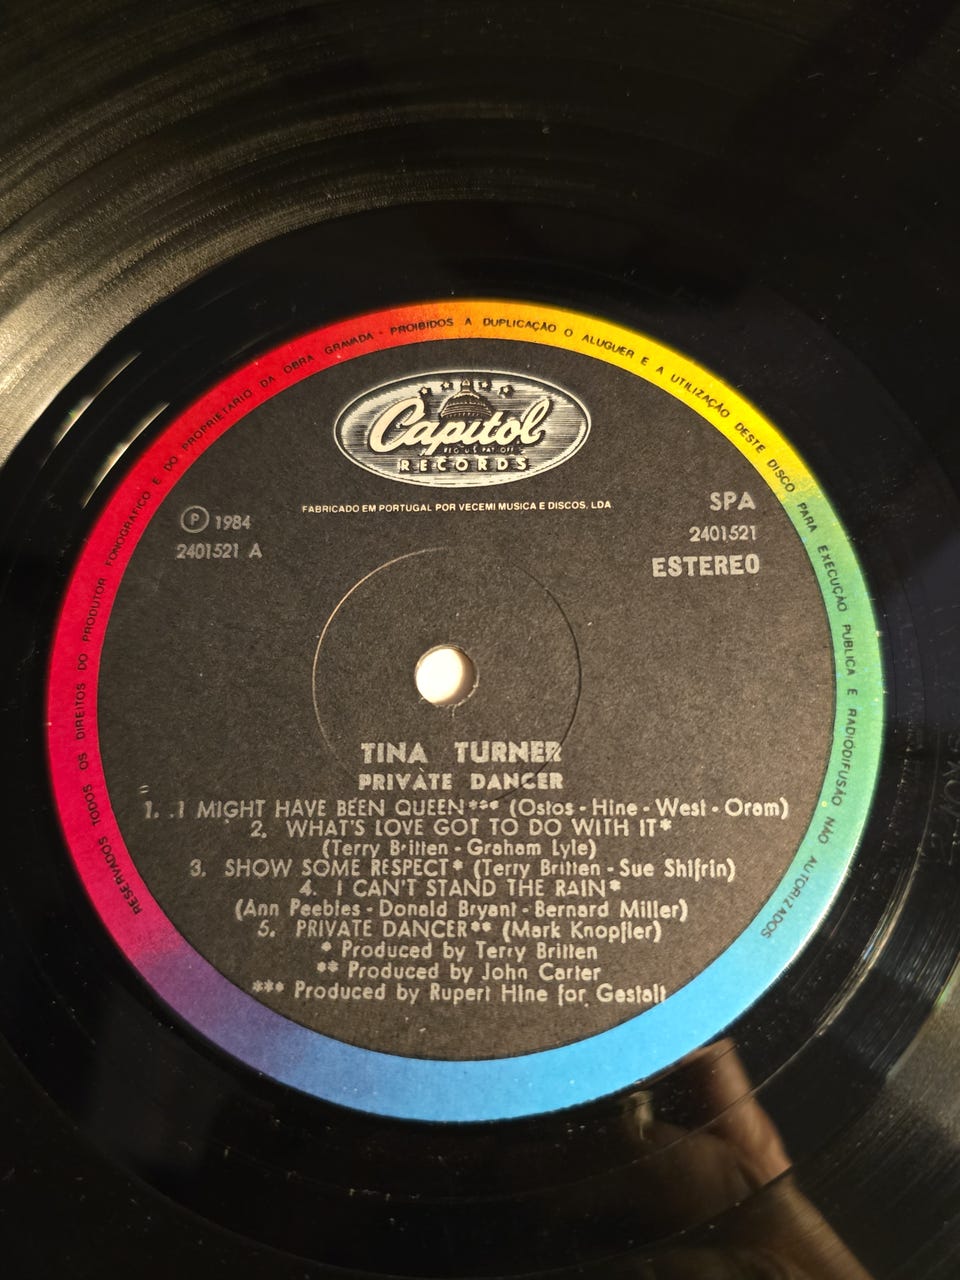 RESERVADOS TODOS OS DIREITOS DO PRODUTOR FONOGRAFICO E DO PROPRIETARIO DA OBRA GRAVADA · PROIBIDOS A DUPLICAÇÃO O ALUGUER E A UTILIZAÇÃO DESTE DISCO PARA EXECUÇÃO PUBLICA E RADIODIFUSÃO NÃO AUTORIZADOS
Capitol
RECORDS
FABRICADO EM PORTUGAL POR VECEMI MUSICA E DISCOS, LDA
℗ 1984
2401521 A
SPA
2401521
ESTEREO
TINA TURNER
PRIVATE DANCER
1. .I MIGHT HAVE BEEN QUEEN*** (Ostos - Hine - West - Oram)
2. WHAT'S LOVE GOT TO DO WITH IT*
(Terry Britten - Graham Lyle)
3. SHOW SOME RESPECT* (Terry Britten - Sue Shifrin)
4. I CAN'T STAND THE RAIN*
(Ann Peebles - Donald Bryant - Bernard Miller)
5. PRIVATE DANCER** (Mark Knopfler)
* Produced by Terry Britten
** Produced by John Carter
*** Produced by Rupert Hine for Gestalt